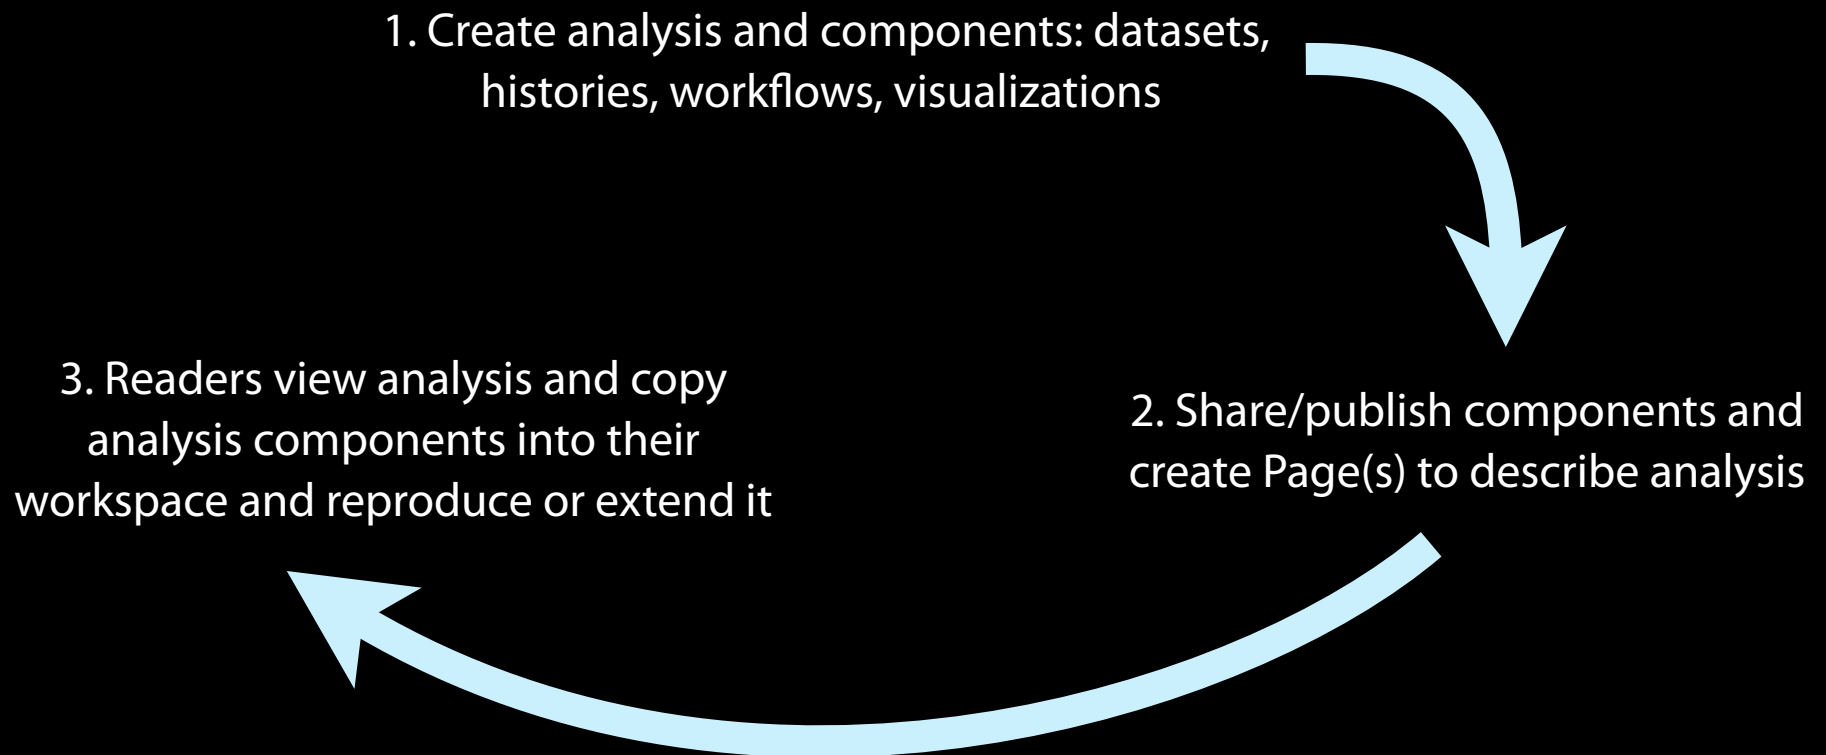 1. Create analysis and components: datasets,
histories, workflows, visualizations
2. Share/publish components and
create Page(s) to describe analysis
3. Readers view analysis and copy
analysis components into their
workspace and reproduce or extend it